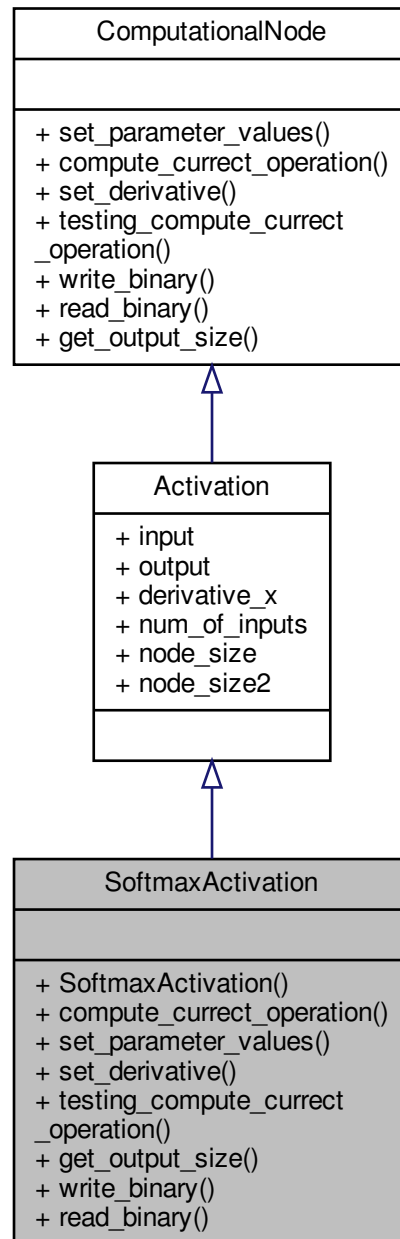 ComputationalNode
+ set_parameter_values()
+ compute_currect_operation()
+ set_derivative()
+ testing_compute_currect
_operation()
+ write_binary()
+ read_binary()
+ get_output_size()
Activation
+ input
+ output
+ derivative_x
+ num_of_inputs
+ node_size
+ node_size2
SoftmaxActivation
+ SoftmaxActivation()
+ compute_currect_operation()
+ set_parameter_values()
+ set_derivative()
+ testing_compute_currect
_operation()
+ get_output_size()
+ write_binary()
+ read_binary()